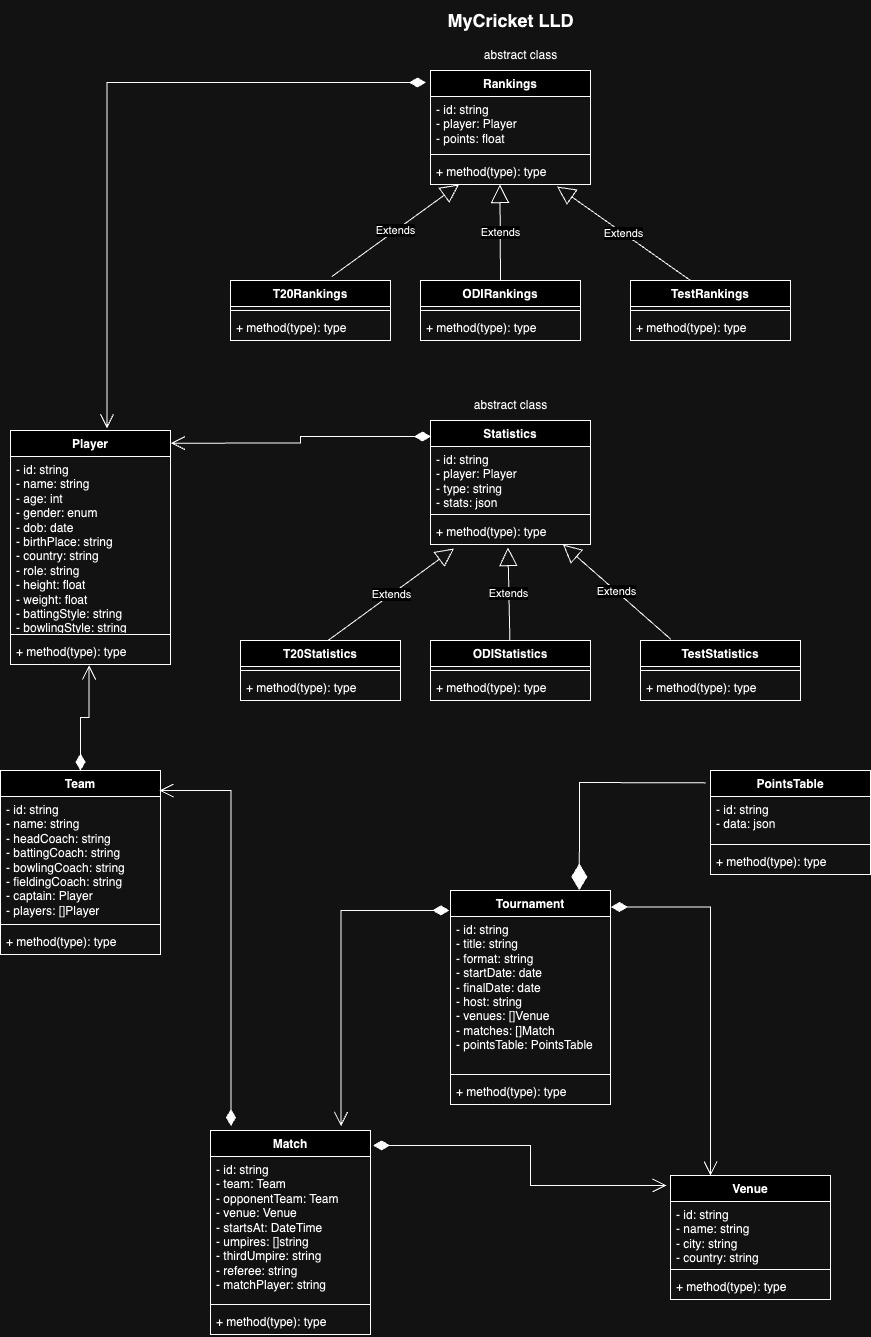 MyCricket LLD
abstract class
Rankings
- id: string
- player: Player
- points: float
+ method(type): type
Extends
Extends
Extends
T20Rankings
+ method(type): type
ODIRankings
+ method(type): type
TestRankings
+ method(type): type
Player
- id: string
- name: string
- age: int
- gender: enum
- dob: date
- birthPlace: string
- country: string
- role: string
- height: float
- weight: float
- battingStyle: string
- bowlingStyle: string
+ method(type): type
abstract class
Statistics
- id: string
- player: Player
- type: string
- stats: json
+ method(type): type
Extends
Extends
Extends
T20Statistics
+ method(type): type
ODIStatistics
+ method(type): type
TestStatistics
+ method(type): type
Team
- id: string
- name: string
- headCoach: string
- battingCoach: string
- bowlingCoach: string
- fieldingCoach: string
- captain: Player
- players: []Player
+ method(type): type
PointsTable
- id: string
- data: json
+ method(type): type
Tournament
- id: string
- title: string
- format: string
- startDate: date
- finalDate: date
- host: string
- venues: []Venue
- matches: []Match
- pointsTable: PointsTable
+ method(type): type
Match
- id: string
- team: Team
- opponentTeam: Team
- venue: Venue
- startsAt: DateTime
- umpires: []string
- thirdUmpire: string
- referee: string
- matchPlayer: string
+ method(type): type
Venue
- id: string
- name: string
- city: string
- country: string
+ method(type): type